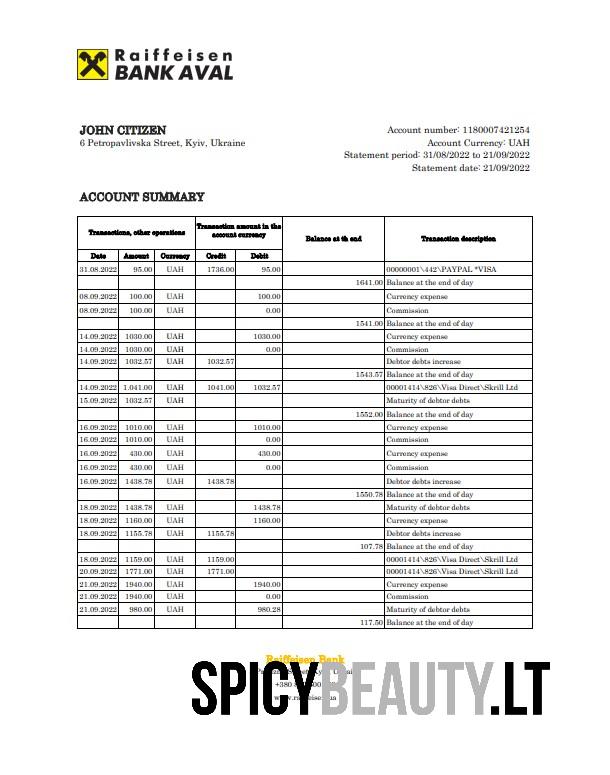 Raiffeisen
BANK AVAL
JOHN CITIZEN
6 Petropavlivska Street, Kyiv, Ukraine
Account number: 1180007421254
Account Currency: UAH
Statement period: 31/08/2022 to 21/09/2022
Statement date: 21/09/2022
ACCOUNT SUMMARY
Transactions, other operations Transaction amount in the account currency Balance at th end Transaction description
Date Amount Currency Credit Debit
31.08.2022 95.00 UAH 1736.00 95.00 00000001\442\PAYPAL *VISA
1641.00 Balance at the end of day
08.09.2022 100.00 UAH 100.00 Currency expense
08.09.2022 100.00 UAH 0.00 Commission
1541.00 Balance at the end of day
14.09.2022 1030.00 UAH 1030.00 Currency expense
14.09.2022 1030.00 UAH 0.00 Commission
14.09.2022 1032.57 UAH 1032.57 Debtor debts increase
1543.57 Balance at the end of day
14.09.2022 1.041.00 UAH 1041.00 1032.57 00001414\826\Visa Direct\Skrill Ltd
15.09.2022 1032.57 UAH Maturity of debtor debts
1552.00 Balance at the end of day
16.09.2022 1010.00 UAH 1010.00 Currency expense
16.09.2022 1010.00 UAH 0.00 Commission
16.09.2022 430.00 UAH 430.00 Currency expense
16.09.2022 430.00 UAH 0.00 Commission
16.09.2022 1438.78 UAH 1438.78 Debtor debts increase
1550.78 Balance at the end of day
18.09.2022 1438.78 UAH 1438.78 Maturity of debtor debts
18.09.2022 1160.00 UAH 1160.00 Currency expense
18.09.2022 1155.78 UAH 1155.78 Debtor debts increase
107.78 Balance at the end of day
18.09.2022 1159.00 UAH 1159.00 00001414\826\Visa Direct\Skrill Ltd
20.09.2022 1771.00 UAH 1771.00 00001414\826\Visa Direct\Skrill Ltd
21.09.2022 1940.00 UAH 1940.00 Currency expense
21.09.2022 1940.00 UAH 0.00 Commission
21.09.2022 980.00 UAH 980.28 Maturity of debtor debts
117.50 Balance at the end of day
Raiffeisen Bank
+380
SPICYBEAUTY.LT